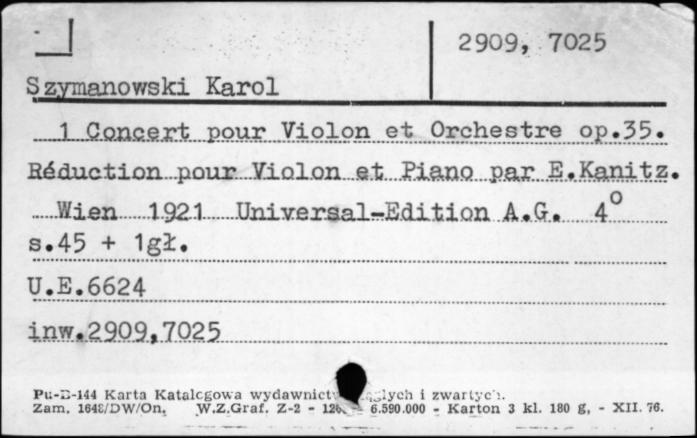 2909, 7025
Szymanowski Karol
1 Concert pour Violon et Orchestre op.35.
Réduction pour Violon et Piano par E.Kanitz.
Wien 1921 Universal-Edition A.G. 4°
s.45 + 1gł.
U.E.6624
inw.2909,7025
Pu-D-144 Karta Katalogowa wydawnictw ciągłych i zwartych.
Zam. 1648/DW/On. W.Z.Graf. Z-2 - 6.590.000 - Karton 3 kl. 180 g, - XII. 76.